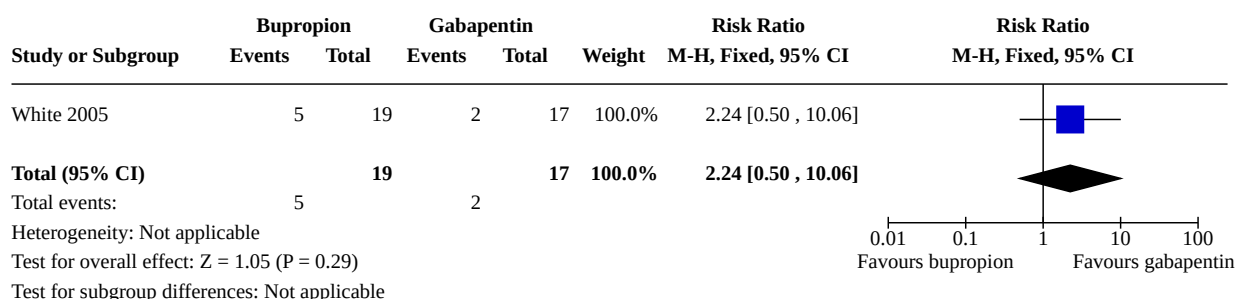 Bupropion Gabapentin Risk Ratio Risk Ratio
Study or Subgroup Events Total Events Total Weight M-H, Fixed, 95% CI M-H, Fixed, 95% CI
White 2005 5 19 2 17 100.0% 2.24 [0.50 , 10.06]
Total (95% CI) 19 17 100.0% 2.24 [0.50 , 10.06]
Total events: 5 2
Heterogeneity: Not applicable 0.01 0.1 1 10 100
Test for overall effect: Z = 1.05 (P = 0.29) Favours bupropion Favours gabapentin
Test for subgroup differences: Not applicable